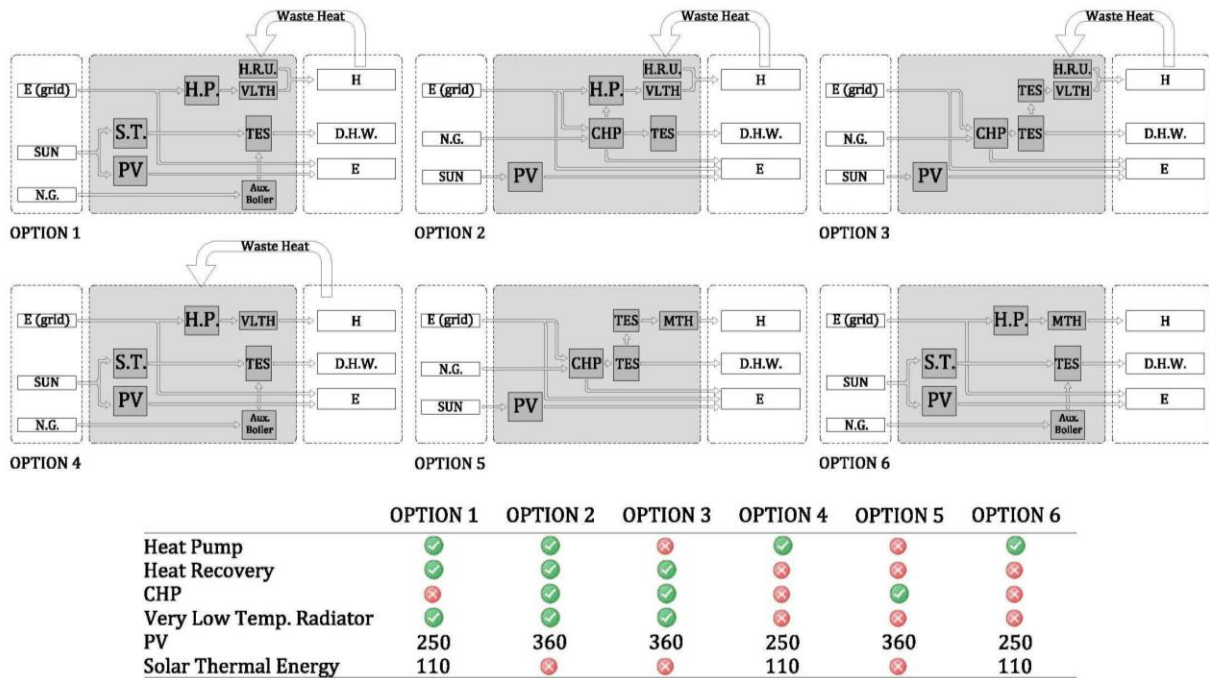 Waste Heat
E (grid)
SUN
N.G.
H.P.
H.R.U.
VLTH
S.T.
PV
TES
Aux.
Boiler
H
D.H.W.
E
OPTION 1
Waste Heat
E (grid)
N.G.
SUN
H.P.
H.R.U.
VLTH
CHP
TES
PV
H
D.H.W.
E
OPTION 2
Waste Heat
E (grid)
N.G.
SUN
H.R.U.
TES
VLTH
CHP
TES
PV
H
D.H.W.
E
OPTION 3
Waste Heat
E (grid)
SUN
N.G.
H.P.
VLTH
S.T.
PV
TES
Aux.
Boiler
H
D.H.W.
E
OPTION 4
E (grid)
N.G.
SUN
TES
MTH
CHP
TES
PV
H
D.H.W.
E
OPTION 5
E (grid)
SUN
N.G.
H.P.
MTH
S.T.
PV
TES
Aux.
Boiler
H
D.H.W.
E
OPTION 6
OPTION 1 OPTION 2 OPTION 3 OPTION 4 OPTION 5 OPTION 6
Heat Pump
Heat Recovery
CHP
Very Low Temp. Radiator
PV 250 360 360 250 360 250
Solar Thermal Energy 110 110 110